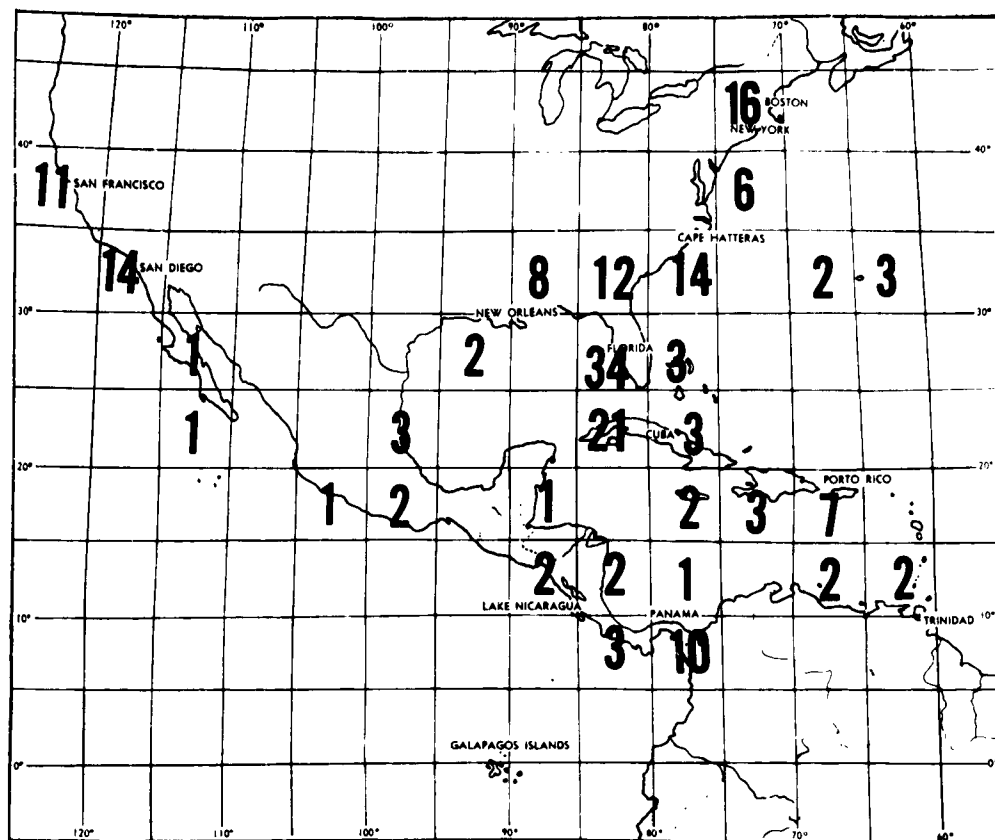 120° 90° 80° 70° 60°
16 BOSTON
NEW YORK
40° 40°
11 SAN FRANCISCO 6
CAPE HATTERAS
14 SAN DIEGO 8 12 14 2 3
30° NEW ORLEANS 30°
1 2 FLORIDA
34 3
1 3 21 CUBA 3
20° 20°
PORTO RICO
1 2 1 2 3 7
2 2 1 2 2
LAKE NICARAGUA PANAMA
10° TRINIDAD 10°
3 10
GALAPAGOS ISLANDS
0° 0°
120° 110° 100° 90° 80° 70° 60°